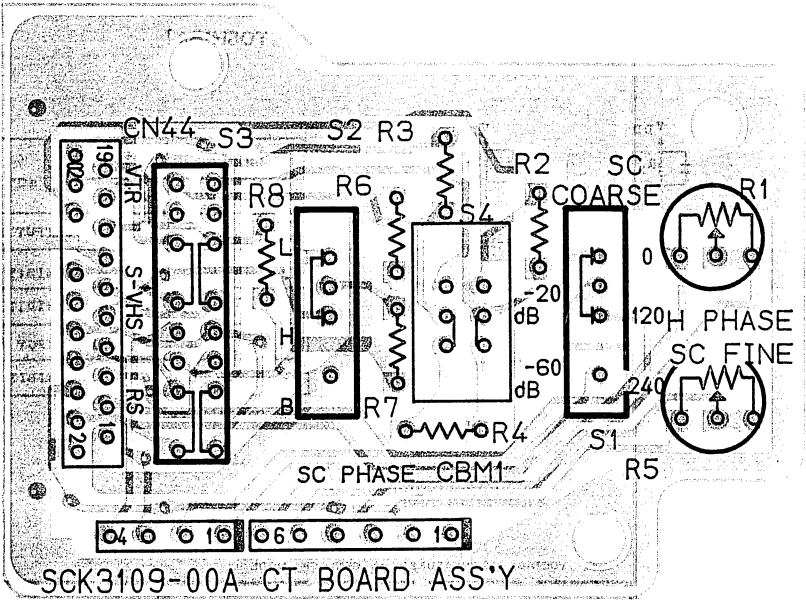 CN44 S3 S2 R3
R2 SC COARSE R1
R8 R6
S4
20 19
VTR
S-VHS
RS
2 1
L
H
B
0
120
240
-20 dB
-60 dB
H PHASE
SC FINE
R7
R4
S1
R5
SC PHASE CBM1
4 1 6 1
SCK3109-00A CT BOARD ASS'Y